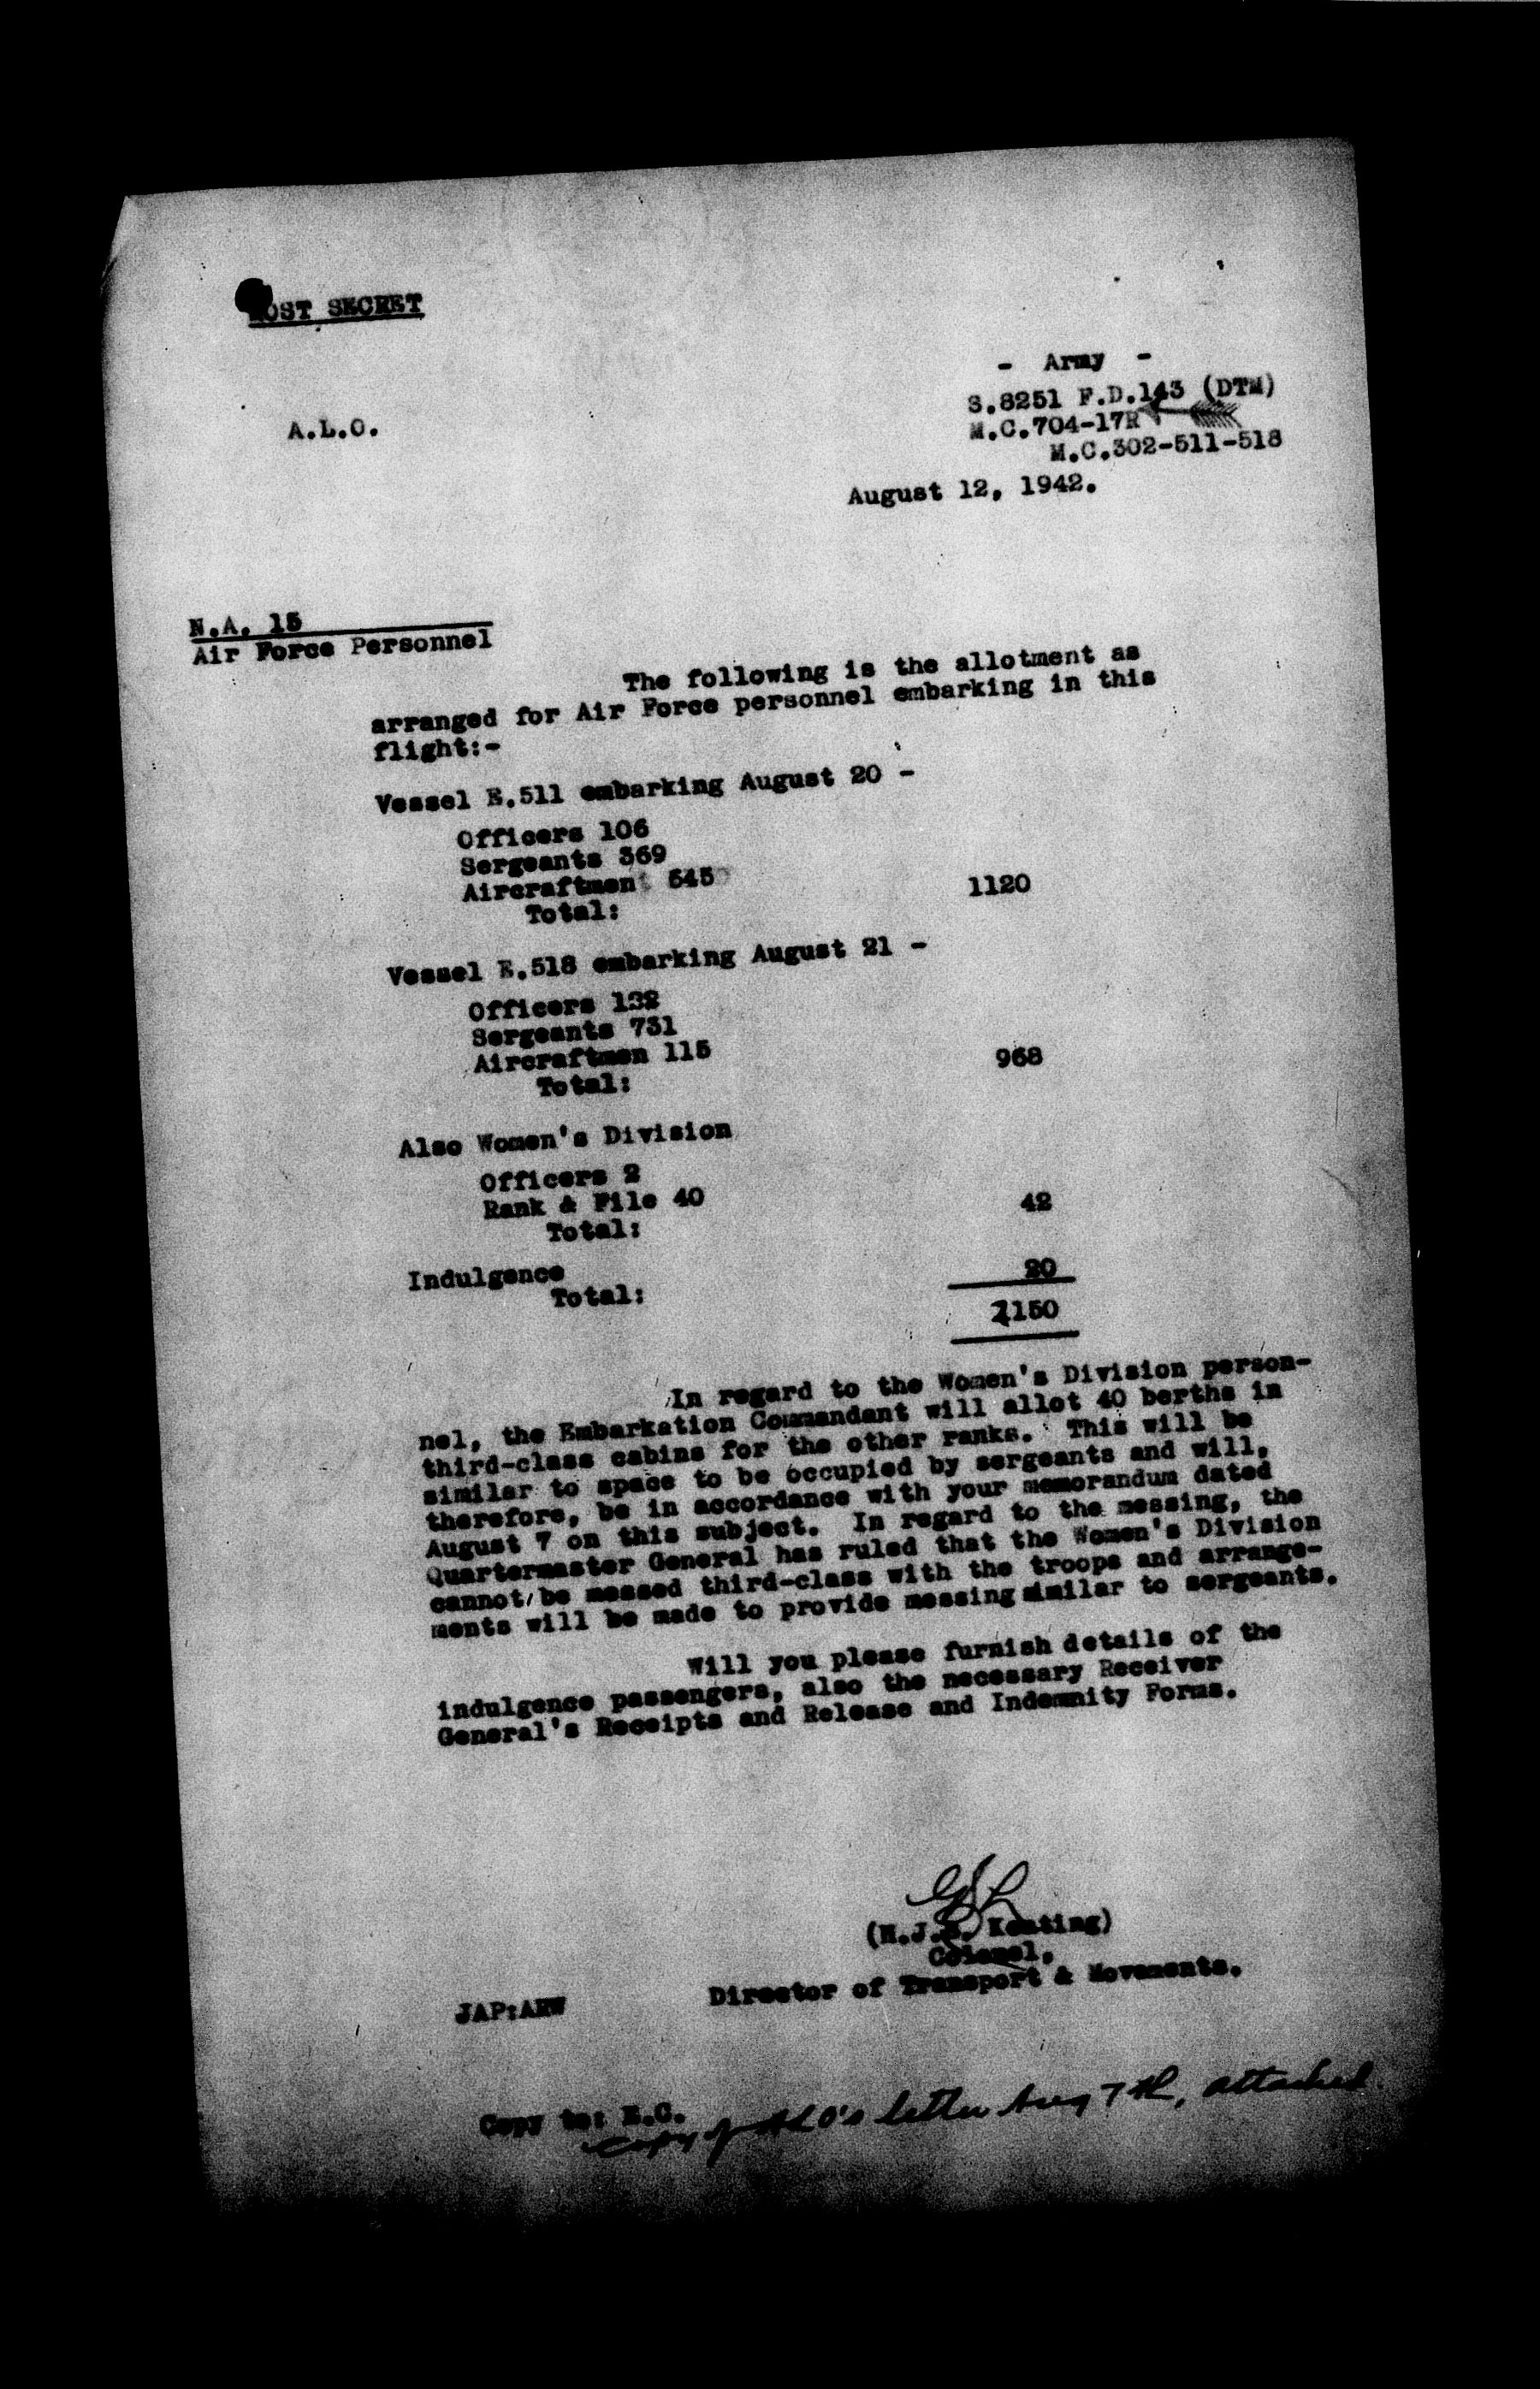 MOST SECRET
- Army -
S.8251 F.D.143 (DTM)
A.L.O.
M.C.704-17R
M.C.302-511-518
August 12, 1942.
N.A. 15
Air Force Personnel
The following is the allotment as
arranged for Air Force personnel embarking in this
flight:-
Vessel E.511 embarking August 20 -
Officers 106
Sergeants 369
Aircraftmen 545
Total: 1120
Vessel E.518 embarking August 21 -
Officers 122
Sergeants 731
Aircraftmen 115
Total: 968
Also Women's Division
Officers 2
Rank & File 40
Total: 42
Indulgence 20
Total: 2150
In regard to the Women's Division person-
nel, the Embarkation Commandant will allot 40 berths in
third-class cabins for the other ranks. This will be
similar to space to be occupied by sergeants and will,
therefore, be in accordance with your memorandum dated
August 7 on this subject. In regard to the messing, the
Quartermaster General has ruled that the Women's Division
cannot be messed third-class with the troops and arrange-
ments will be made to provide messing similar to sergeants.
Will you please furnish details of the
indulgence passengers, also the necessary Receiver
General's Receipts and Release and Indemnity Forms.
Keating)
Colonel,
Director of Transport & Movements.
JAP:ARW
Copy to: E.C.
Copy of ALO's letter Aug 7th, attached.